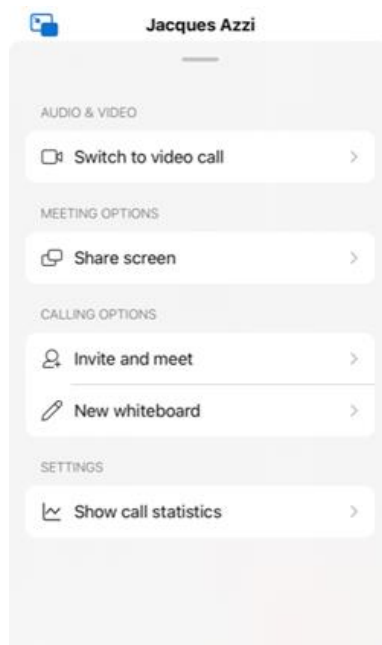 Jacques Azzi
AUDIO & VIDEO
Switch to video call
MEETING OPTIONS
Share screen
CALLING OPTIONS
Invite and meet
New whiteboard
SETTINGS
Show call statistics